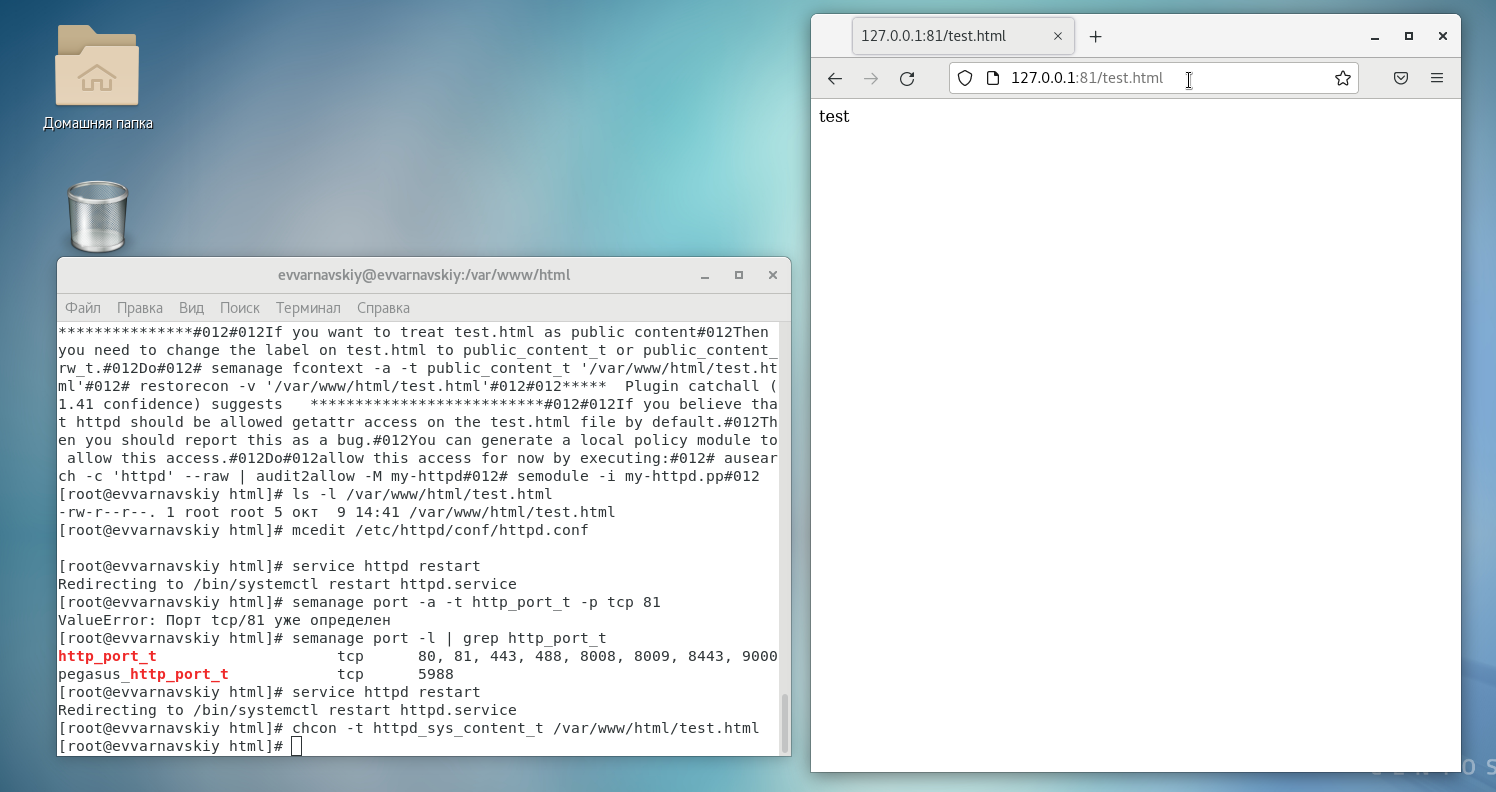 Домашняя папка
evvarnavskiy@evvarnavskiy:/var/www/html
Файл Правка Вид Поиск Терминал Справка
***************#012#012If you want to treat test.html as public content#012Then
you need to change the label on test.html to public_content_t or public_content_
rw_t.#012Do#012# semanage fcontext -a -t public_content_t '/var/www/html/test.ht
ml'#012# restorecon -v '/var/www/html/test.html'#012#012*****  Plugin catchall (
1.41 confidence) suggests   **************************#012#012If you believe tha
t httpd should be allowed getattr access on the test.html file by default.#012Th
en you should report this as a bug.#012You can generate a local policy module to
 allow this access.#012Do#012allow this access for now by executing:#012# ausear
ch -c 'httpd' --raw | audit2allow -M my-httpd#012# semodule -i my-httpd.pp#012
[root@evvarnavskiy html]# ls -l /var/www/html/test.html
-rw-r--r--. 1 root root 5 окт  9 14:41 /var/www/html/test.html
[root@evvarnavskiy html]# mcedit /etc/httpd/conf/httpd.conf
[root@evvarnavskiy html]# service httpd restart
Redirecting to /bin/systemctl restart httpd.service
[root@evvarnavskiy html]# semanage port -a -t http_port_t -p tcp 81
ValueError: Порт tcp/81 уже определен
[root@evvarnavskiy html]# semanage port -l | grep http_port_t
http_port_t                    tcp      80, 81, 443, 488, 8008, 8009, 8443, 9000
pegasus_http_port_t            tcp      5988
[root@evvarnavskiy html]# service httpd restart
Redirecting to /bin/systemctl restart httpd.service
[root@evvarnavskiy html]# chcon -t httpd_sys_content_t /var/www/html/test.html
[root@evvarnavskiy html]#
127.0.0.1:81/test.html
127.0.0.1:81/test.html
test